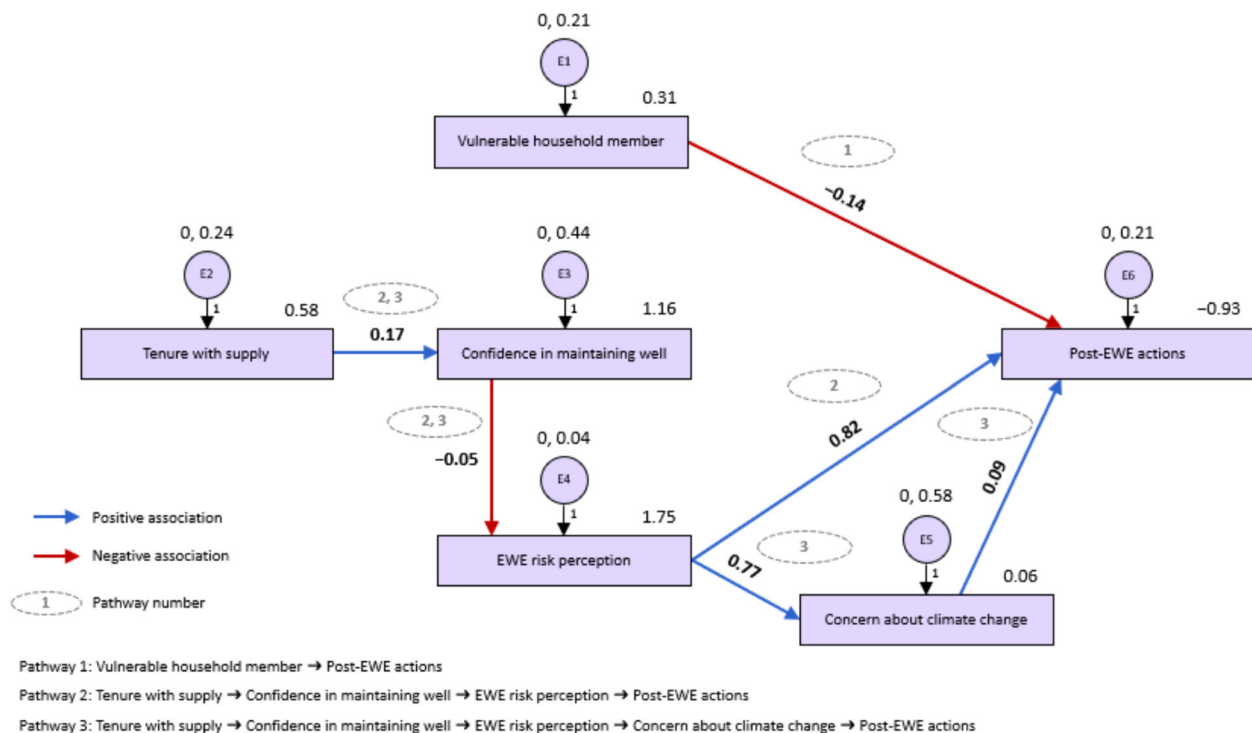 0, 0.21
E1
1
0.31
Vulnerable household member
1
−0.14
0, 0.24
E2
1
0.58
Tenure with supply
2, 3
0.17
0, 0.44
E3
1
1.16
Confidence in maintaining well
0, 0.21
E6
1
−0.93
Post-EWE actions
2, 3
−0.05
2
0.82
3
0.09
0, 0.04
E4
1
1.75
EWE risk perception
3
0.77
0, 0.58
E5
1
0.06
Concern about climate change
Positive association
Negative association
1 Pathway number
Pathway 1: Vulnerable household member → Post-EWE actions
Pathway 2: Tenure with supply → Confidence in maintaining well → EWE risk perception → Post-EWE actions
Pathway 3: Tenure with supply → Confidence in maintaining well → EWE risk perception → Concern about climate change → Post-EWE actions